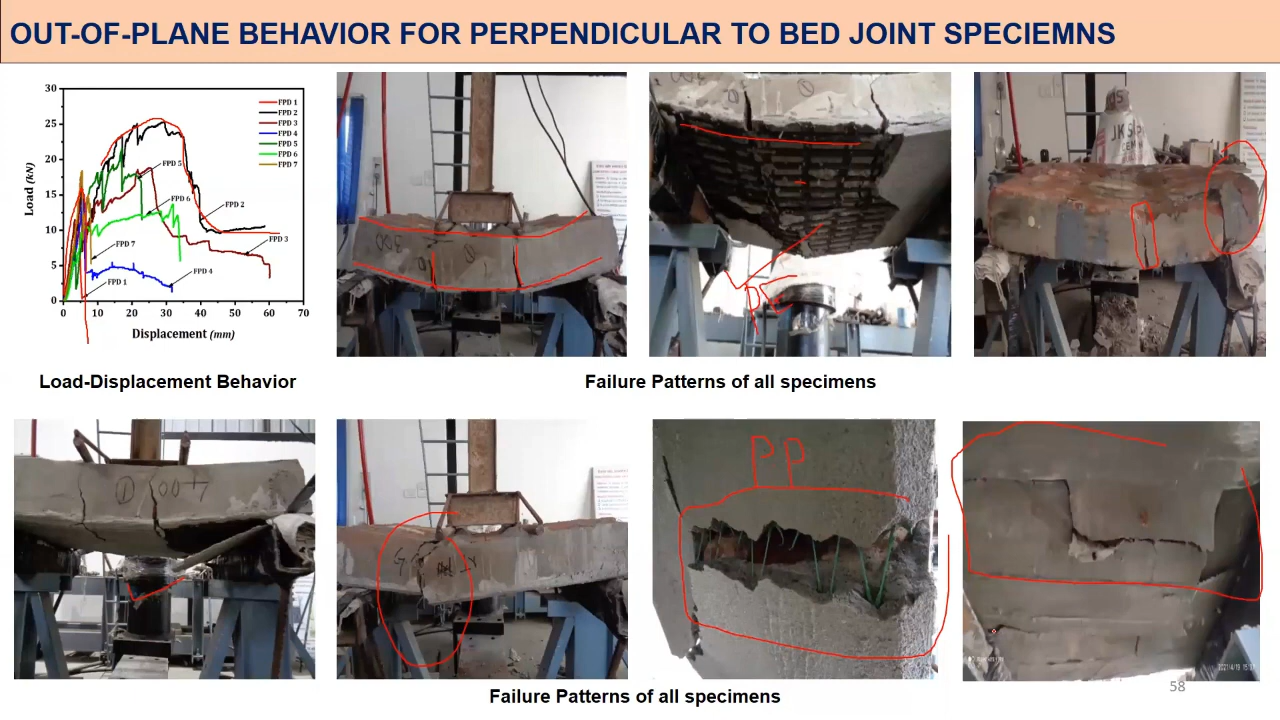 OUT-OF-PLANE BEHAVIOR FOR PERPENDICULAR TO BED JOINT SPECIEMNS
30
25
20
15
10
5
0
Load (kN)
0 10 20 30 40 50 60 70
Displacement (mm)
FPD 1
FPD 2
FPD 3
FPD 4
FPD 5
FPD 6
FPD 7
FPD 5
FPD 6
FPD 2
FPD 7
FPD 3
FPD 4
FPD 1
Load-Displacement Behavior
Failure Patterns of all specimens
PP
Failure Patterns of all specimens
58